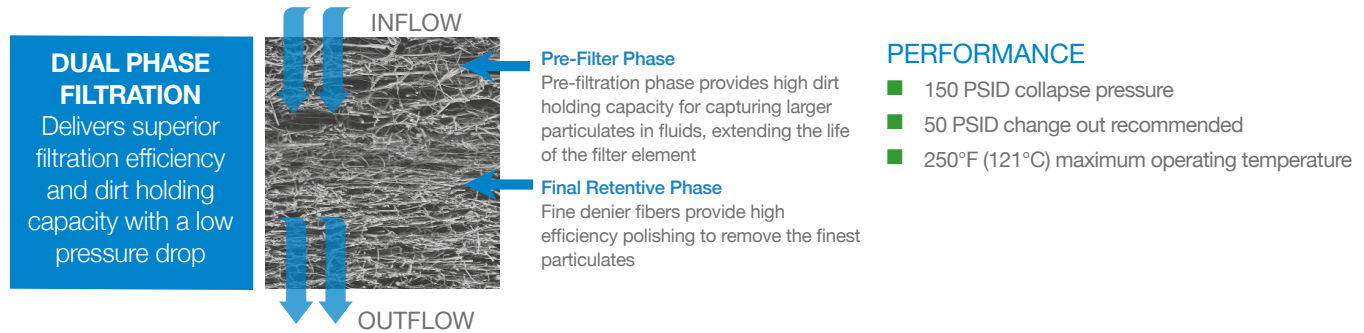 DUAL PHASE
FILTRATION
Delivers superior
filtration efficiency
and dirt holding
capacity with a low
pressure drop
INFLOW
OUTFLOW
Pre-Filter Phase
Pre-filtration phase provides high dirt
holding capacity for capturing larger
particulates in fluids, extending the life
of the filter element
Final Retentive Phase
Fine denier fibers provide high
efficiency polishing to remove the finest
particulates
PERFORMANCE
150 PSID collapse pressure
50 PSID change out recommended
250°F (121°C) maximum operating temperature